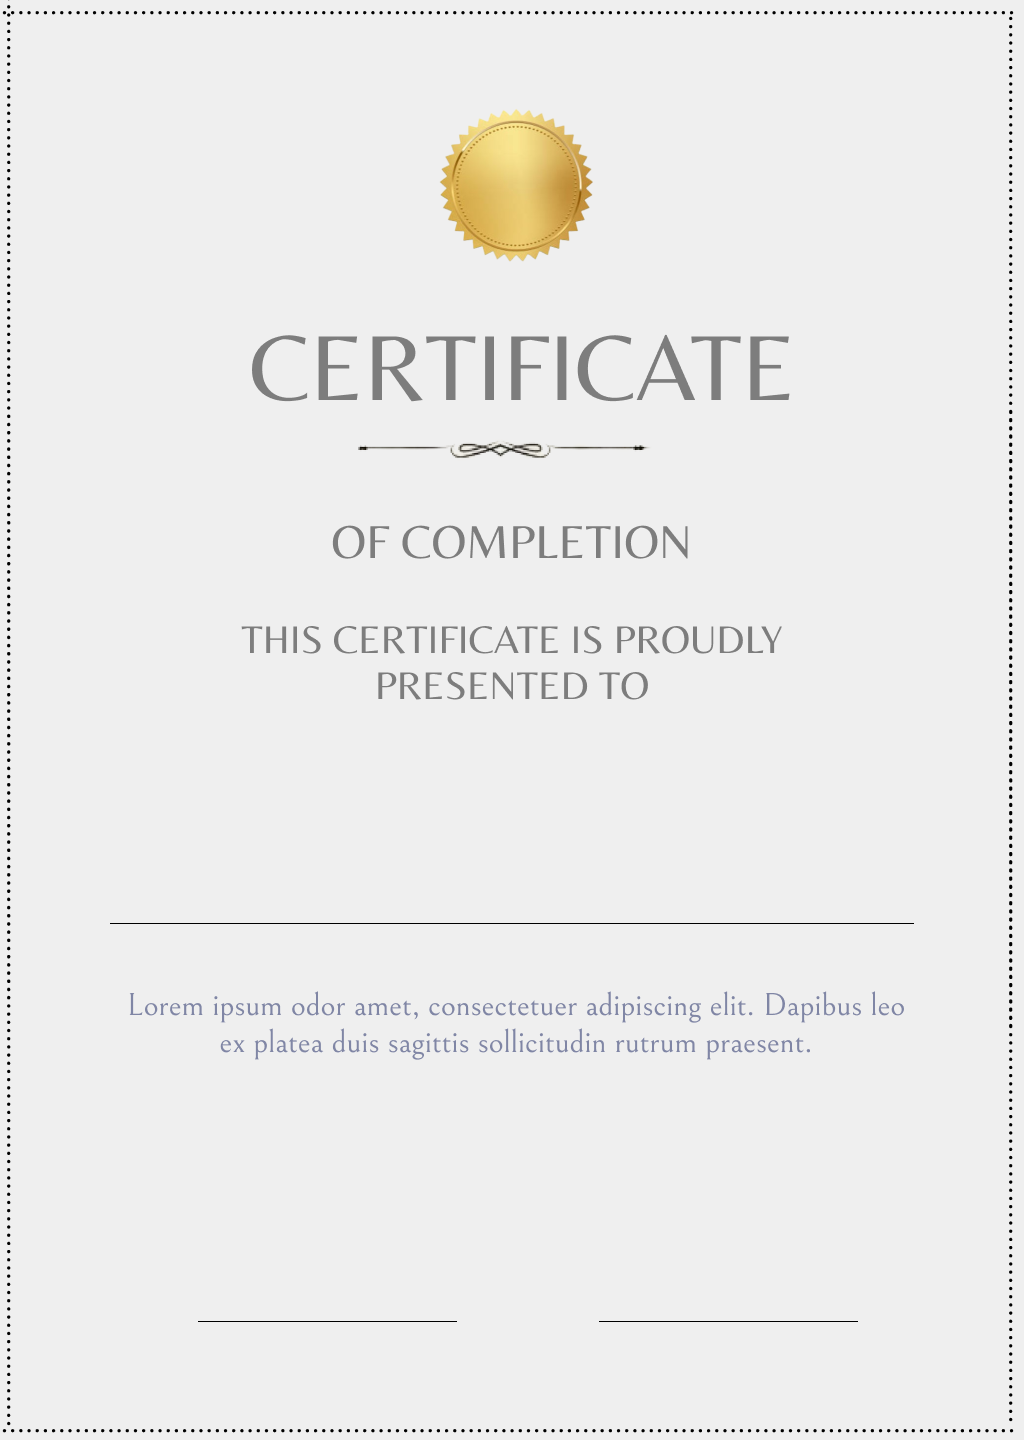 CERTIFICATE
OF COMPLETION
THIS CERTIFICATE IS PROUDLY
PRESENTED TO
Lorem ipsum odor amet, consectetuer adipiscing elit. Dapibus leo
ex platea duis sagittis sollicitudin rutrum praesent.